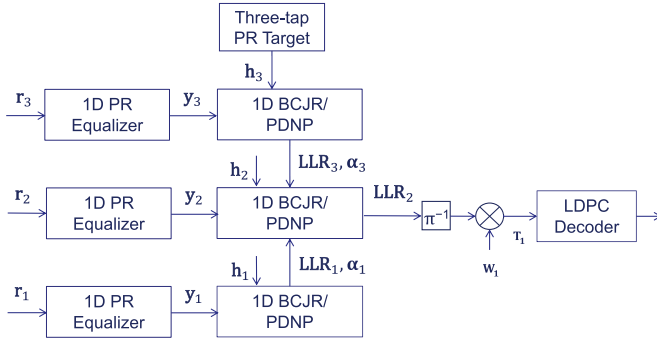 Three-tap
PR Target
h₃
r₃
1D PR
Equalizer
y₃
1D BCJR/
PDNP
LLR₃, α₃
h₂
r₂
1D PR
Equalizer
y₂
1D BCJR/
PDNP
LLR₂
π⁻¹
T₁
W₁
LDPC
Decoder
LLR₁, α₁
h₁
r₁
1D PR
Equalizer
y₁
1D BCJR/
PDNP